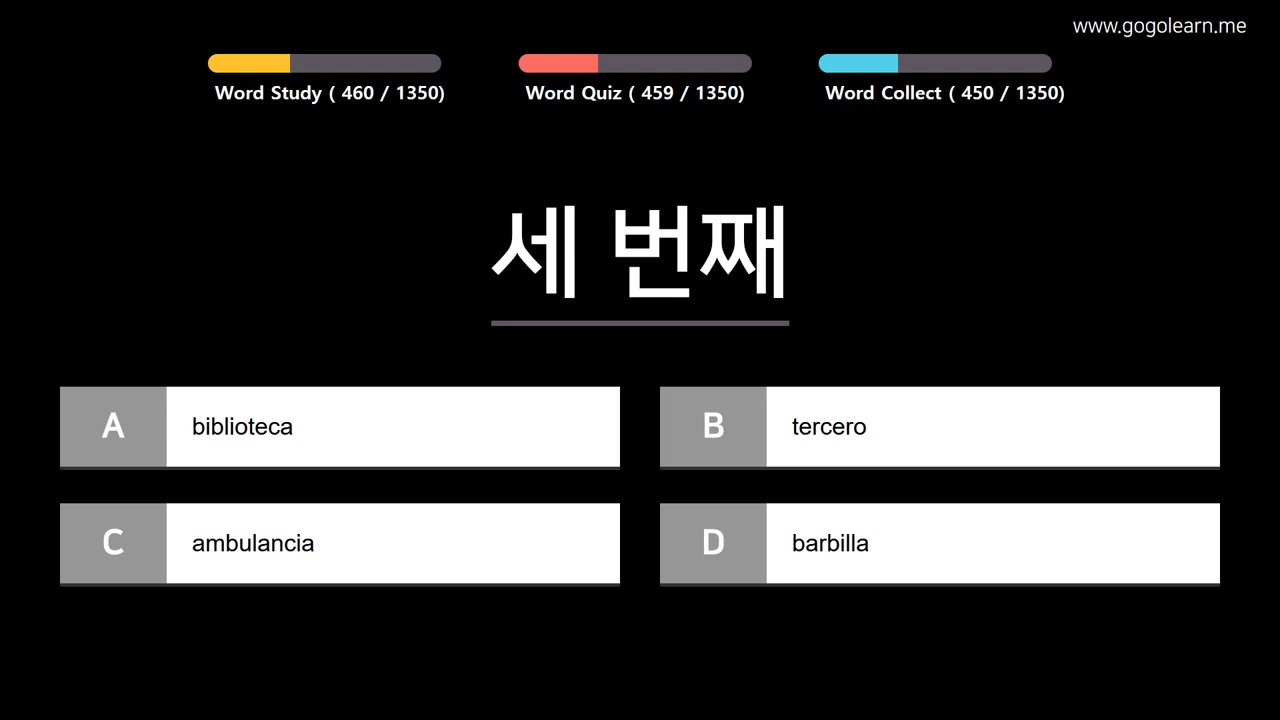 www.gogolearn.me
Word Study ( 460 / 1350)
Word Quiz ( 459 / 1350)
Word Collect ( 450 / 1350)
세 번째
A biblioteca
B tercero
C ambulancia
D barbilla